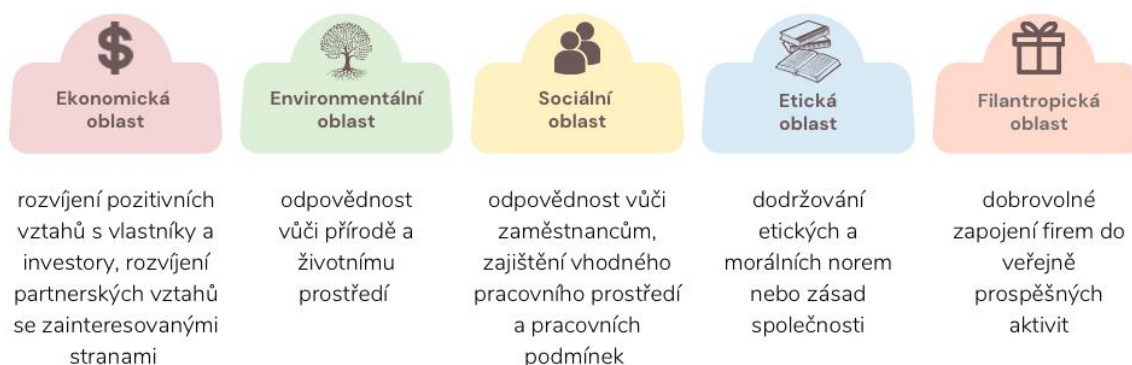 Ekonomická
oblast
Environmentální
oblast
Sociální
oblast
Etická
oblast
Filantropická
oblast
rozvíjení pozitivních
vztahů s vlastníky a
investory, rozvíjení
partnerských vztahů
se zainteresovanými
stranami
odpovědnost
vůči přírodě a
životnímu
prostředí
odpovědnost vůči
zaměstnancům,
zajištění vhodného
pracovního prostředí
a pracovních
podmínek
dodržování
etických a
morálních norem
nebo zásad
společnosti
dobrovolné
zapojení firem do
veřejně
prospěšných
aktivit